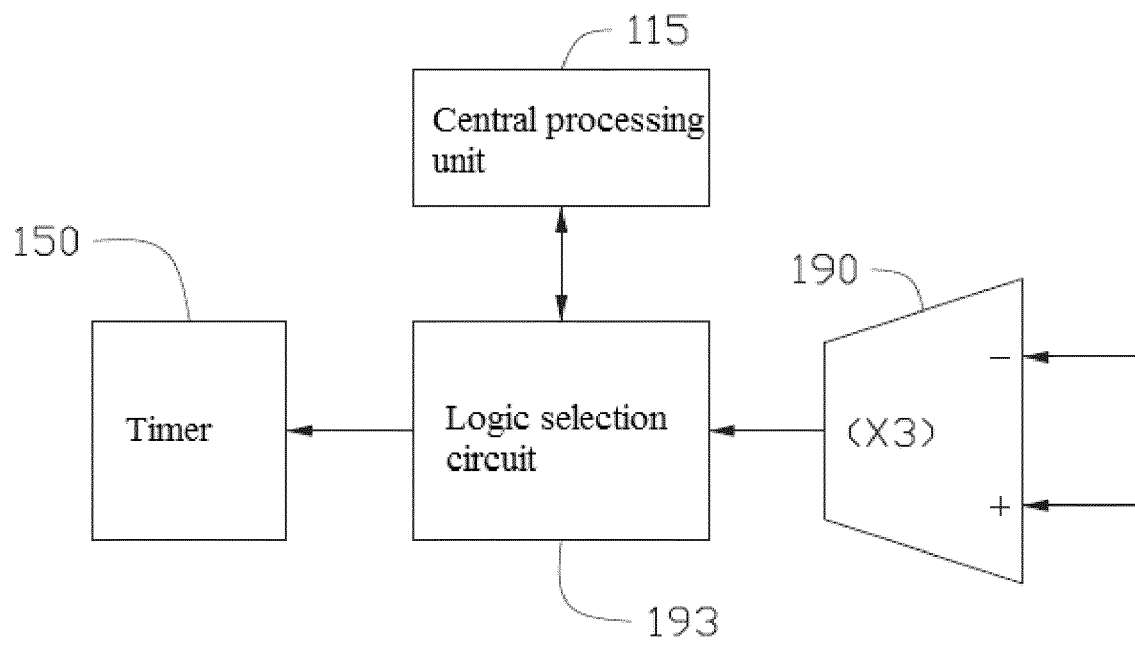 115
Central processing
unit
150
190
−
Timer
Logic selection
circuit
(X3)
+
193